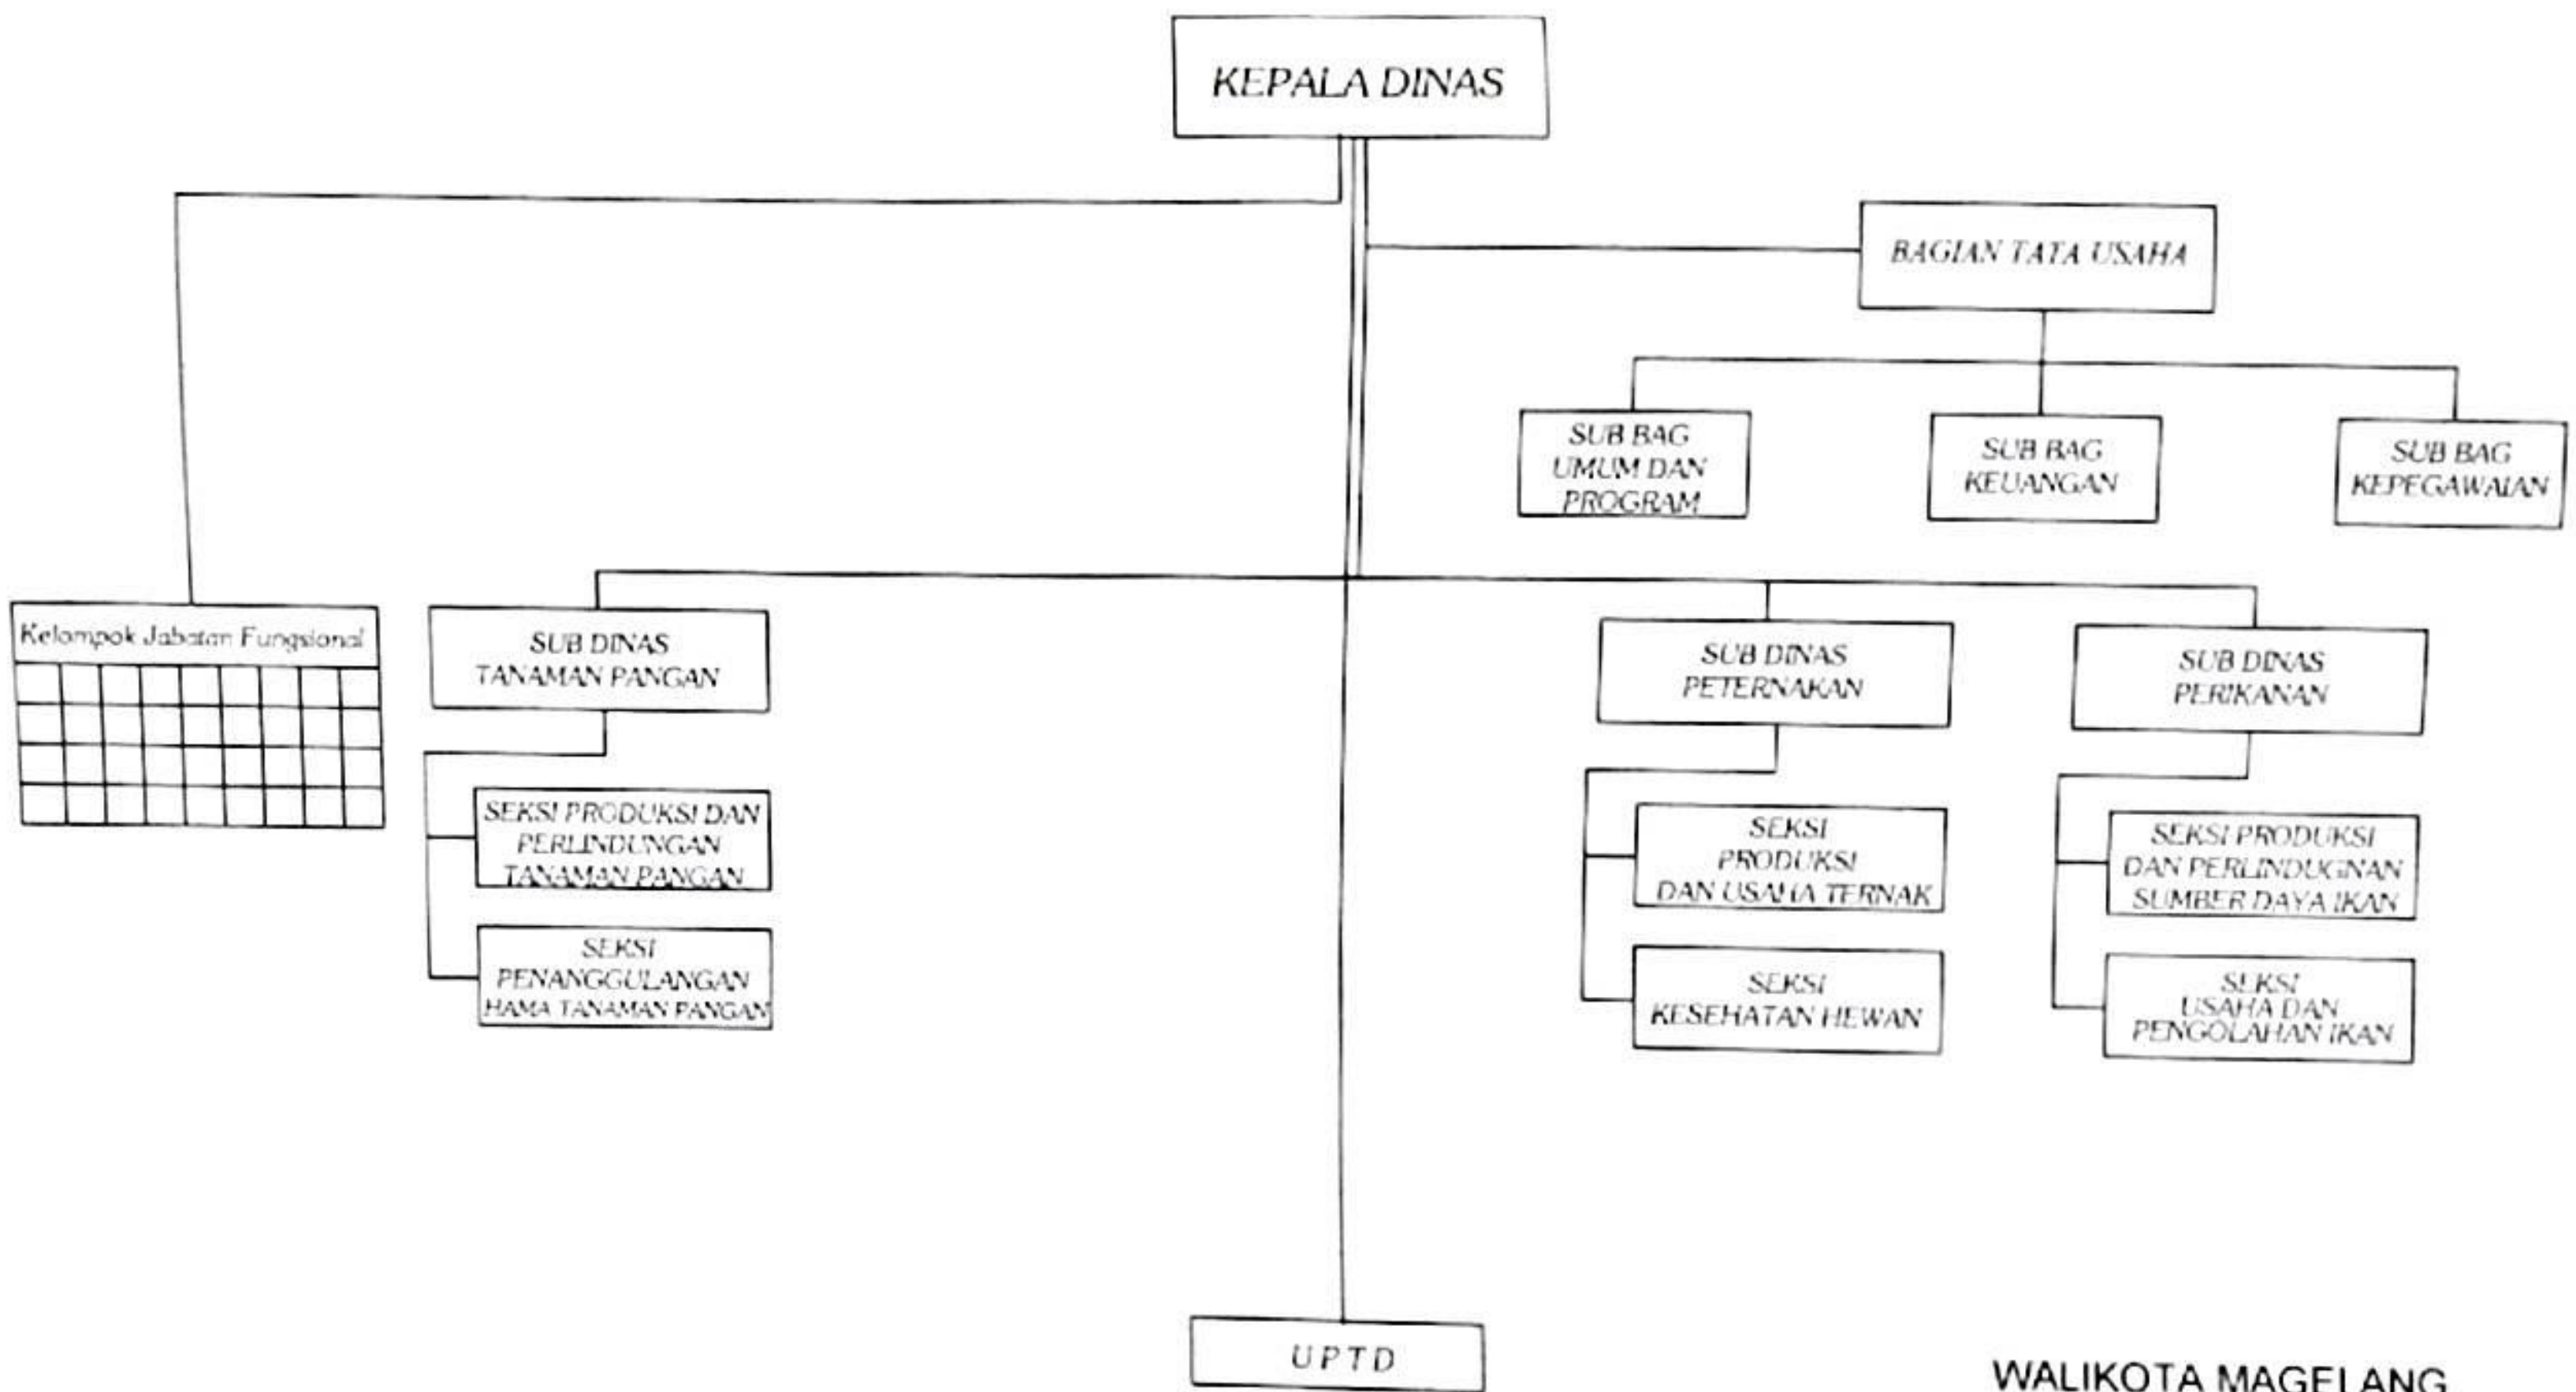 KEPALA DINAS
BAGIAN TATA USAHA
SUB BAG
UMUM DAN
PROGRAM
SUB BAG
KEUANGAN
SUB BAG
KEPEGAWAIAN
Kelompok Jabatan Fungsional
SUB DINAS
TANAMAN PANGAN
SUB DINAS
PETERNAKAN
SUB DINAS
PERIKANAN
SEKSI PRODUKSI DAN
PERLINDUNGAN
TANAMAN PANGAN
SEKSI
PENANGGULANGAN
HAMA TANAMAN PANGAN
SEKSI
PRODUKSI
DAN USAHA TERNAK
SEKSI
KESEHATAN HEWAN
SEKSI PRODUKSI
DAN PERLINDUGNAN
SUMBER DAYA IKAN
SEKSI
USAHA DAN
PENGOLAHAN IKAN
UPTD
WALIKOTA MAGELANG